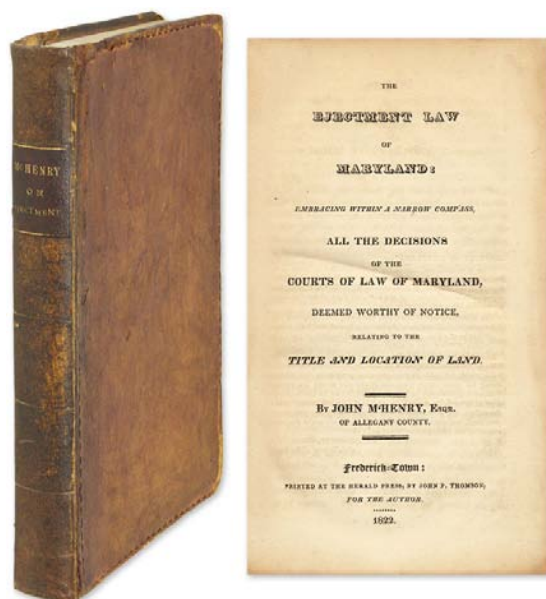 McHENRY
ON
EJECTMENT
THE
EJECTMENT LAW
OF
MARYLAND:
EMBRACING WITHIN A NARROW COMPASS,
ALL THE DECISIONS
OF THE
COURTS OF LAW OF MARYLAND,
DEEMED WORTHY OF NOTICE,
RELATING TO THE
TITLE AND LOCATION OF LAND.
By JOHN M'HENRY, Esqr.
OF ALLEGANY COUNTY.
Frederick-Town:
PRINTED AT THE HERALD PRESS, BY JOHN P. THOMSON;
FOR THE AUTHOR.
1822.